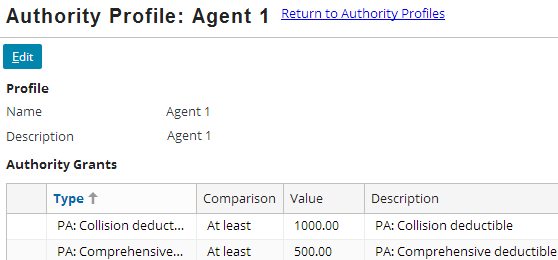 Authority Profile: Agent 1 Return to Authority Profiles
Edit
Profile
Name Agent 1
Description Agent 1
Authority Grants
Type ↑ Comparison Value Description
PA: Collision deduct... At least 1000.00 PA: Collision deductible
PA: Comprehensive... At least 500.00 PA: Comprehensive deductible